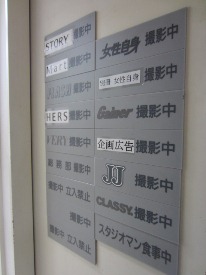 STORY 撮影中
女性自身 撮影中
Mart 撮影中
別冊 女性自身 撮影中
撮影中
HERS 撮影中
Gainer 撮影中
VERY 撮影中
企画広告 撮影中
編集部 撮影中
JJ 撮影中
撮影中 立入禁止
CLASSY. 撮影中
撮影中 立入禁止
スタジオマン食事中